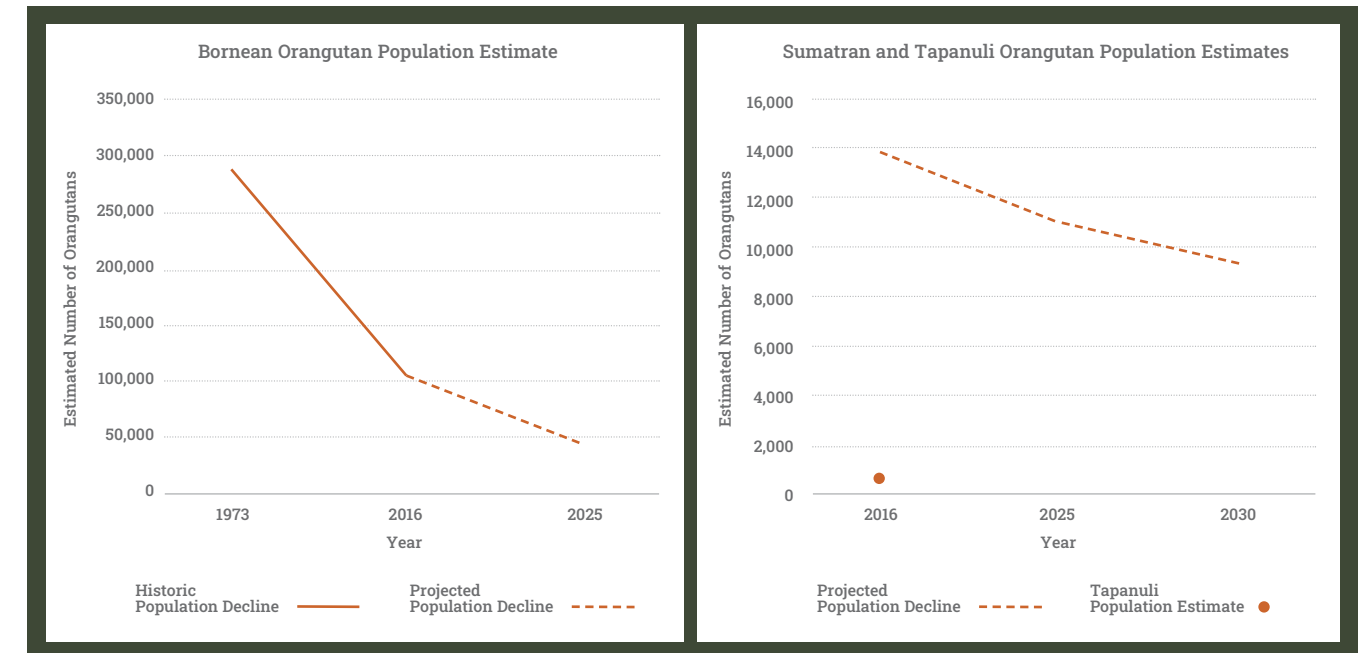 Bornean Orangutan Population Estimate
350,000
300,000
250,000
200,000
150,000
100,000
50,000
0
Estimated Number of Orangutans
1973 2016 2025
Year
Historic
Population Decline
Projected
Population Decline
Sumatran and Tapanuli Orangutan Population Estimates
16,000
14,000
12,000
10,000
8,000
6,000
4,000
2,000
0
Estimated Number of Orangutans
2016 2025 2030
Year
Projected
Population Decline
Tapanuli
Population Estimate